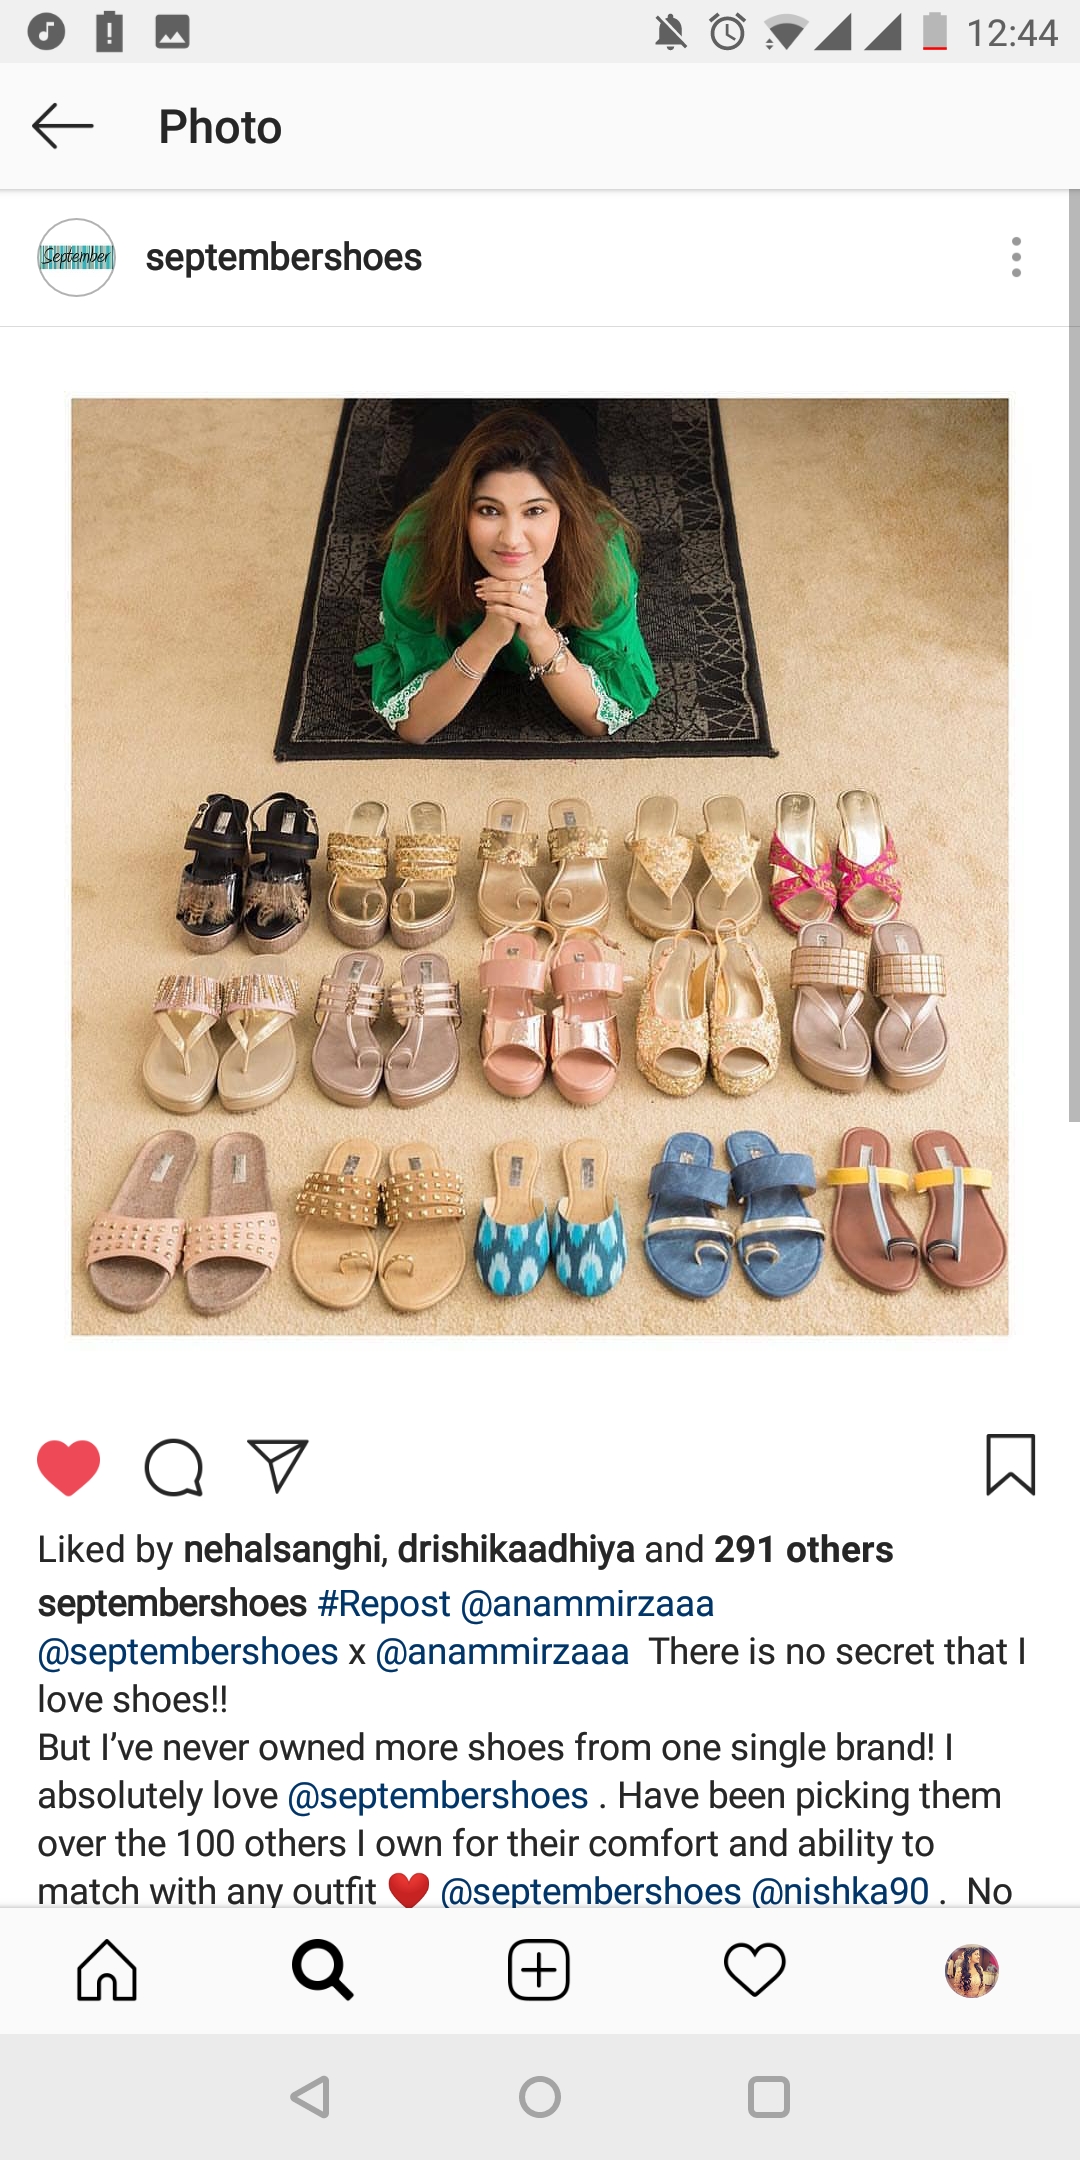 12:44
Photo
September
septembershoes
Liked by nehalsanghi, drishikaadhiya and 291 others
septembershoes #Repost @anammirzaaa
@septembershoes x @anammirzaaa There is no secret that I
love shoes!!
But I’ve never owned more shoes from one single brand! I
absolutely love @septembershoes . Have been picking them
over the 100 others I own for their comfort and ability to
match with any outfit ❤️ @septembershoes @nishka90 . No